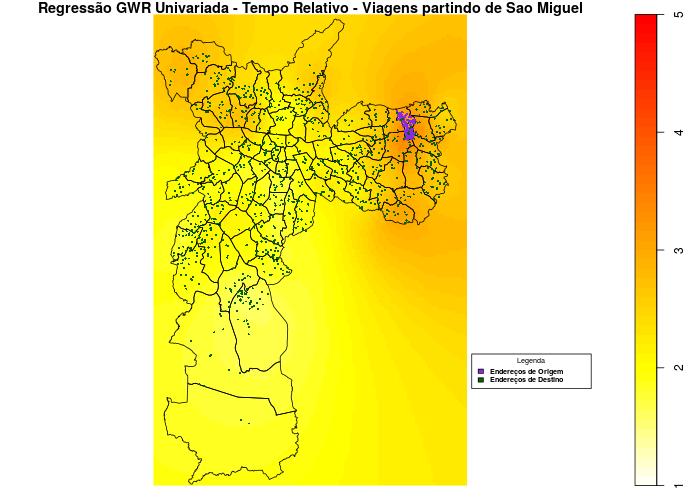 Regressão GWR Univariada - Tempo Relativo - Viagens partindo de Sao Miguel
5
4
3
2
1
Legenda
Endereços de Origem
Endereços de Destino